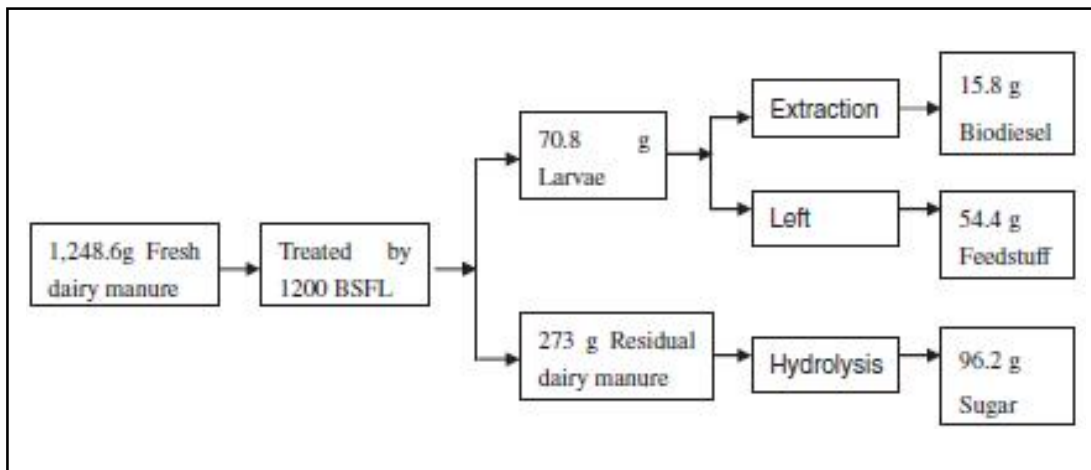 1,248.6g Fresh
dairy manure
Treated by
1200 BSFL
70.8 g
Larvae
Extraction
15.8 g
Biodiesel
Left
54.4 g
Feedstuff
273 g Residual
dairy manure
Hydrolysis
96.2 g
Sugar